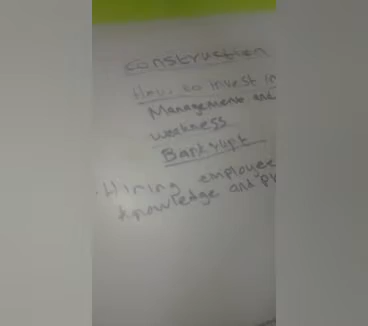 construction
How to invest in
Management and
weakness
Bankrupt
Hiring employee
knowledge and